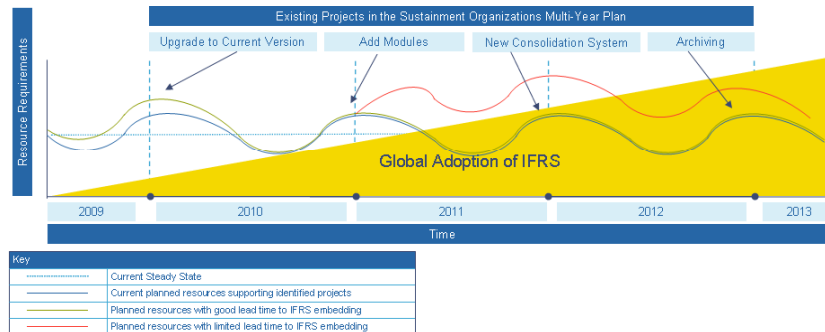 Existing Projects in the Sustainment Organizations Multi-Year Plan
Upgrade to Current Version
Add Modules
New Consolidation System
Archiving
Resource Requirements
Global Adoption of IFRS
2009
2010
2011
2012
2013
Time
Key
Current Steady State
Current planned resources supporting identified projects
Planned resources with good lead time to IFRS embedding
Planned resources with limited lead time to IFRS embedding